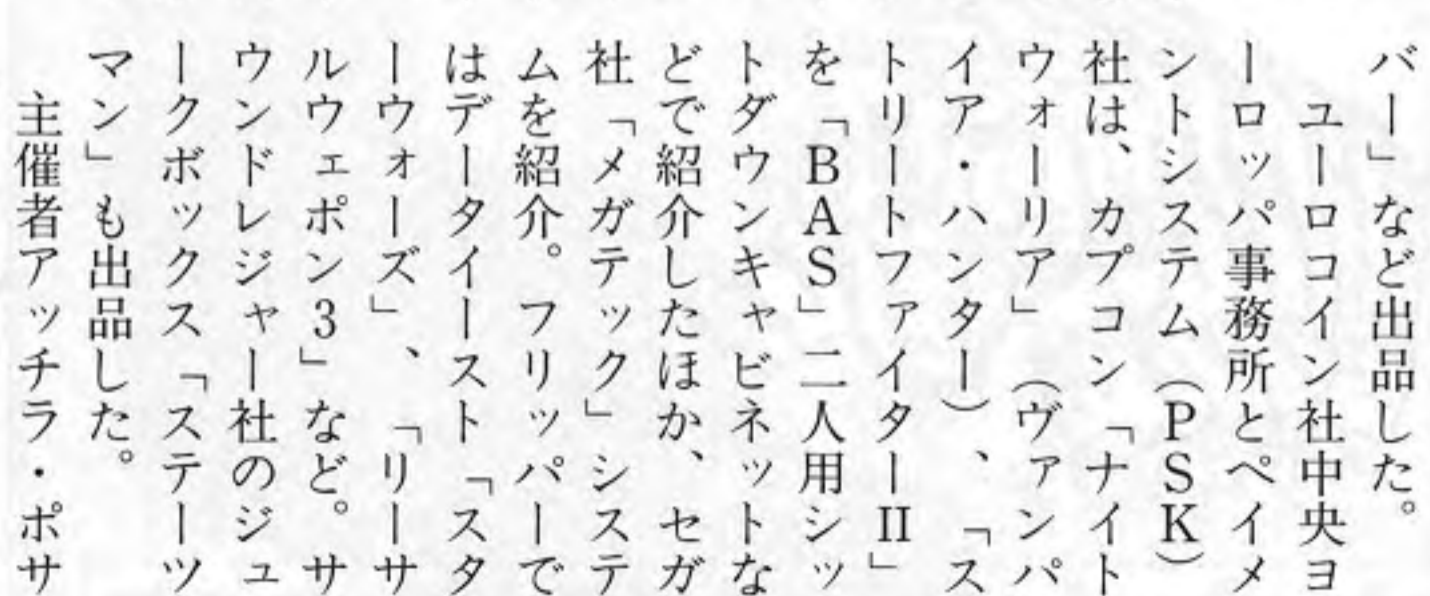 バー」など出品した。
ユーロコイン社中央ヨ
ーロッパ事務所とペイメ
ントシステム（ＰＳＫ）
社は、カプコン「ナイト
ウォーリア」（ヴァンパ
イア・ハンター）、「ス
トリートファイターⅡ」
を「ＢＡＳ」二人用シッ
トダウンキャビネットな
どで紹介したほか、セガ
社「メガテック」システ
ムを紹介。フリッパーで
はデータイースト「スタ
ーウォーズ」、「リーサ
ルウェポン３」など。サ
ウンドレジャー社のジュ
ークボックス「ステーツ
マン」も出品した。
主催者アッチラ・ポサ